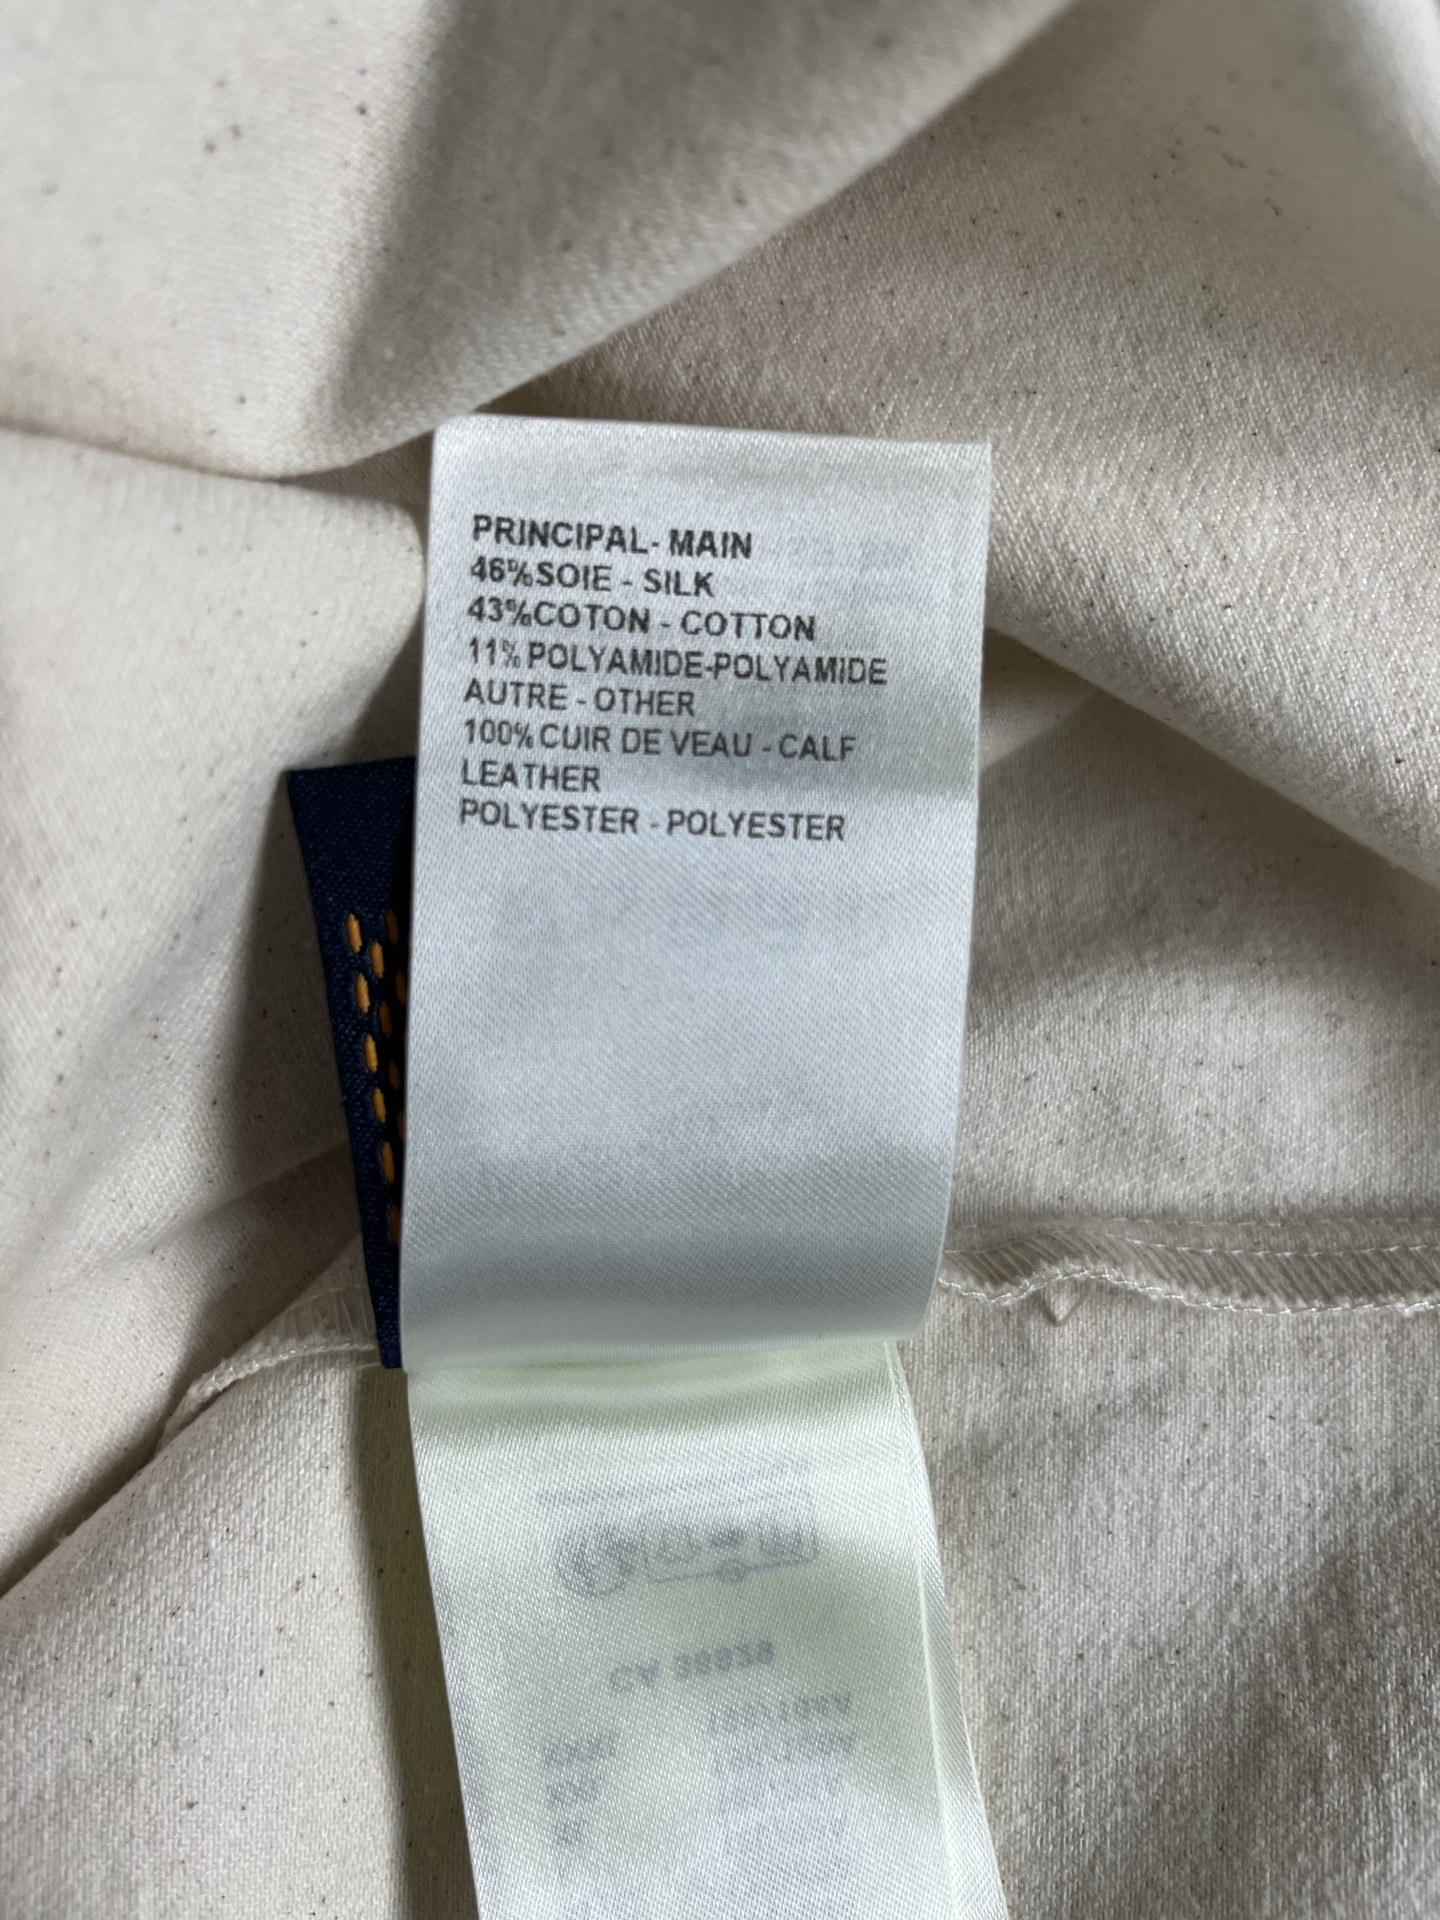 PRINCIPAL- MAIN
46%SOIE - SILK
43%COTON - COTTON
11% POLYAMIDE-POLYAMIDE
AUTRE - OTHER
100% CUIR DE VEAU - CALF
LEATHER
POLYESTER - POLYESTER